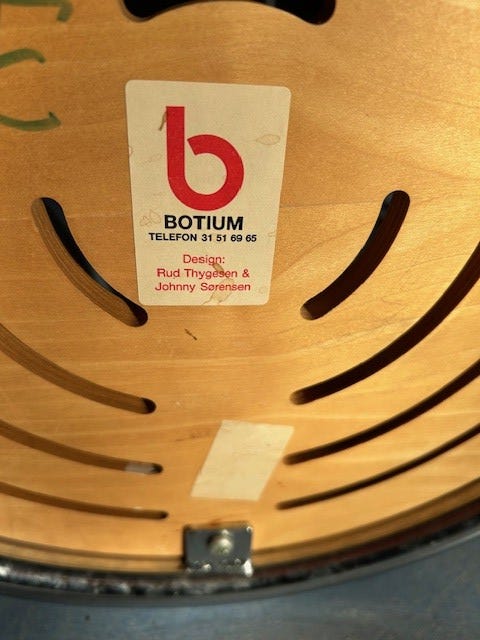 b
BOTIUM
TELEFON 31 51 69 65
Design:
Rud Thygesen &
Johnny Sørensen